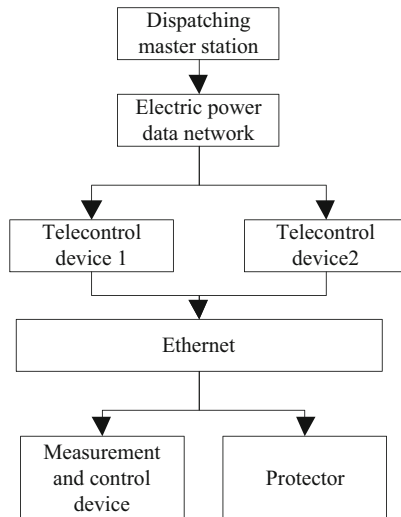 Dispatching
master station
Electric power
data network
Telecontrol
device 1
Telecontrol
device2
Ethernet
Measurement
and control
device
Protector